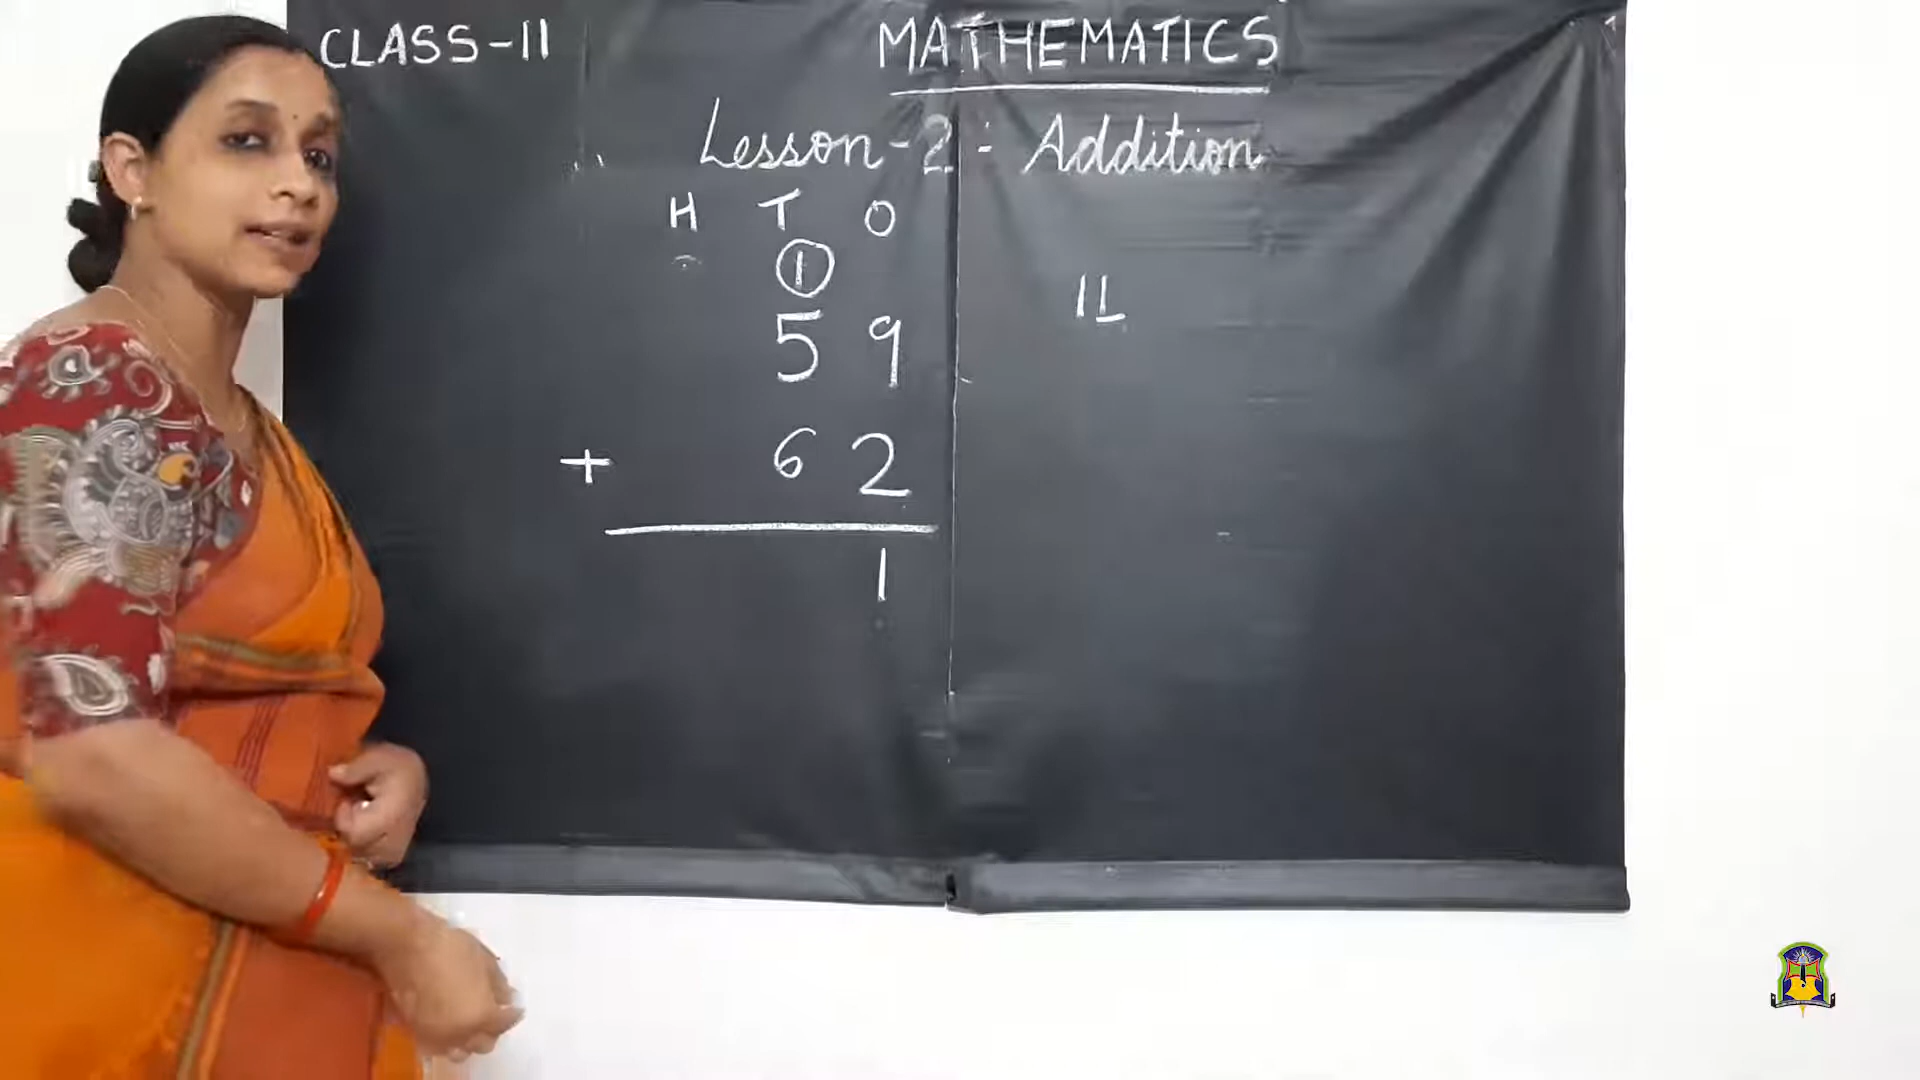 CLASS-II
MATHEMATICS
Lesson-2:- Addition
H T O
1
11
5 9
+ 6 2
1